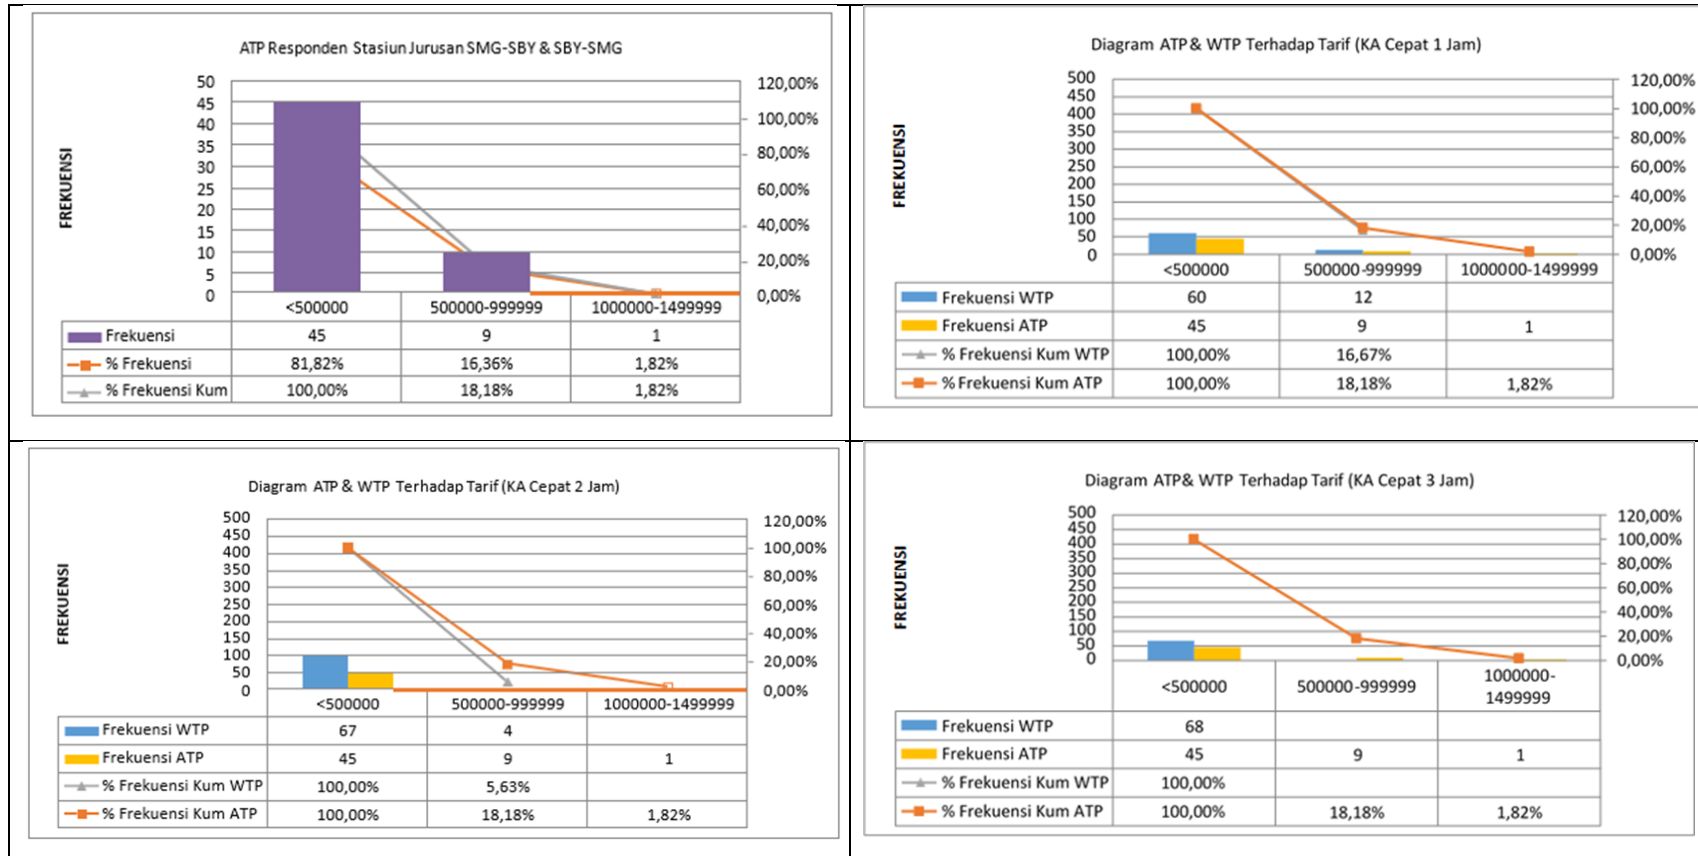 ATP Responden Stasiun Jurusan SMG-SBY & SBY-SMG
FREKUENSI
50
45
40
35
30
25
20
15
10
5
0
120,00%
100,00%
80,00%
60,00%
40,00%
20,00%
0,00%
<500000 500000-999999 1000000-1499999
Frekuensi 45 9 1
% Frekuensi 81,82% 16,36% 1,82%
% Frekuensi Kum 100,00% 18,18% 1,82%
Diagram ATP & WTP Terhadap Tarif (KA Cepat 1 Jam)
FREKUENSI
500
450
400
350
300
250
200
150
100
50
0
120,00%
100,00%
80,00%
60,00%
40,00%
20,00%
0,00%
<500000 500000-999999 1000000-1499999
Frekuensi WTP 60 12
Frekuensi ATP 45 9 1
% Frekuensi Kum WTP 100,00% 16,67%
% Frekuensi Kum ATP 100,00% 18,18% 1,82%
Diagram ATP & WTP Terhadap Tarif (KA Cepat 2 Jam)
FREKUENSI
500
450
400
350
300
250
200
150
100
50
0
120,00%
100,00%
80,00%
60,00%
40,00%
20,00%
0,00%
<500000 500000-999999 1000000-1499999
Frekuensi WTP 67 4
Frekuensi ATP 45 9 1
% Frekuensi Kum WTP 100,00% 5,63%
% Frekuensi Kum ATP 100,00% 18,18% 1,82%
Diagram ATP& WTP Terhadap Tarif (KA Cepat 3 Jam)
FREKUENSI
500
450
400
350
300
250
200
150
100
50
0
120,00%
100,00%
80,00%
60,00%
40,00%
20,00%
0,00%
<500000 500000-999999 1000000-
1499999
Frekuensi WTP 68
Frekuensi ATP 45 9 1
% Frekuensi Kum WTP 100,00%
% Frekuensi Kum ATP 100,00% 18,18% 1,82%